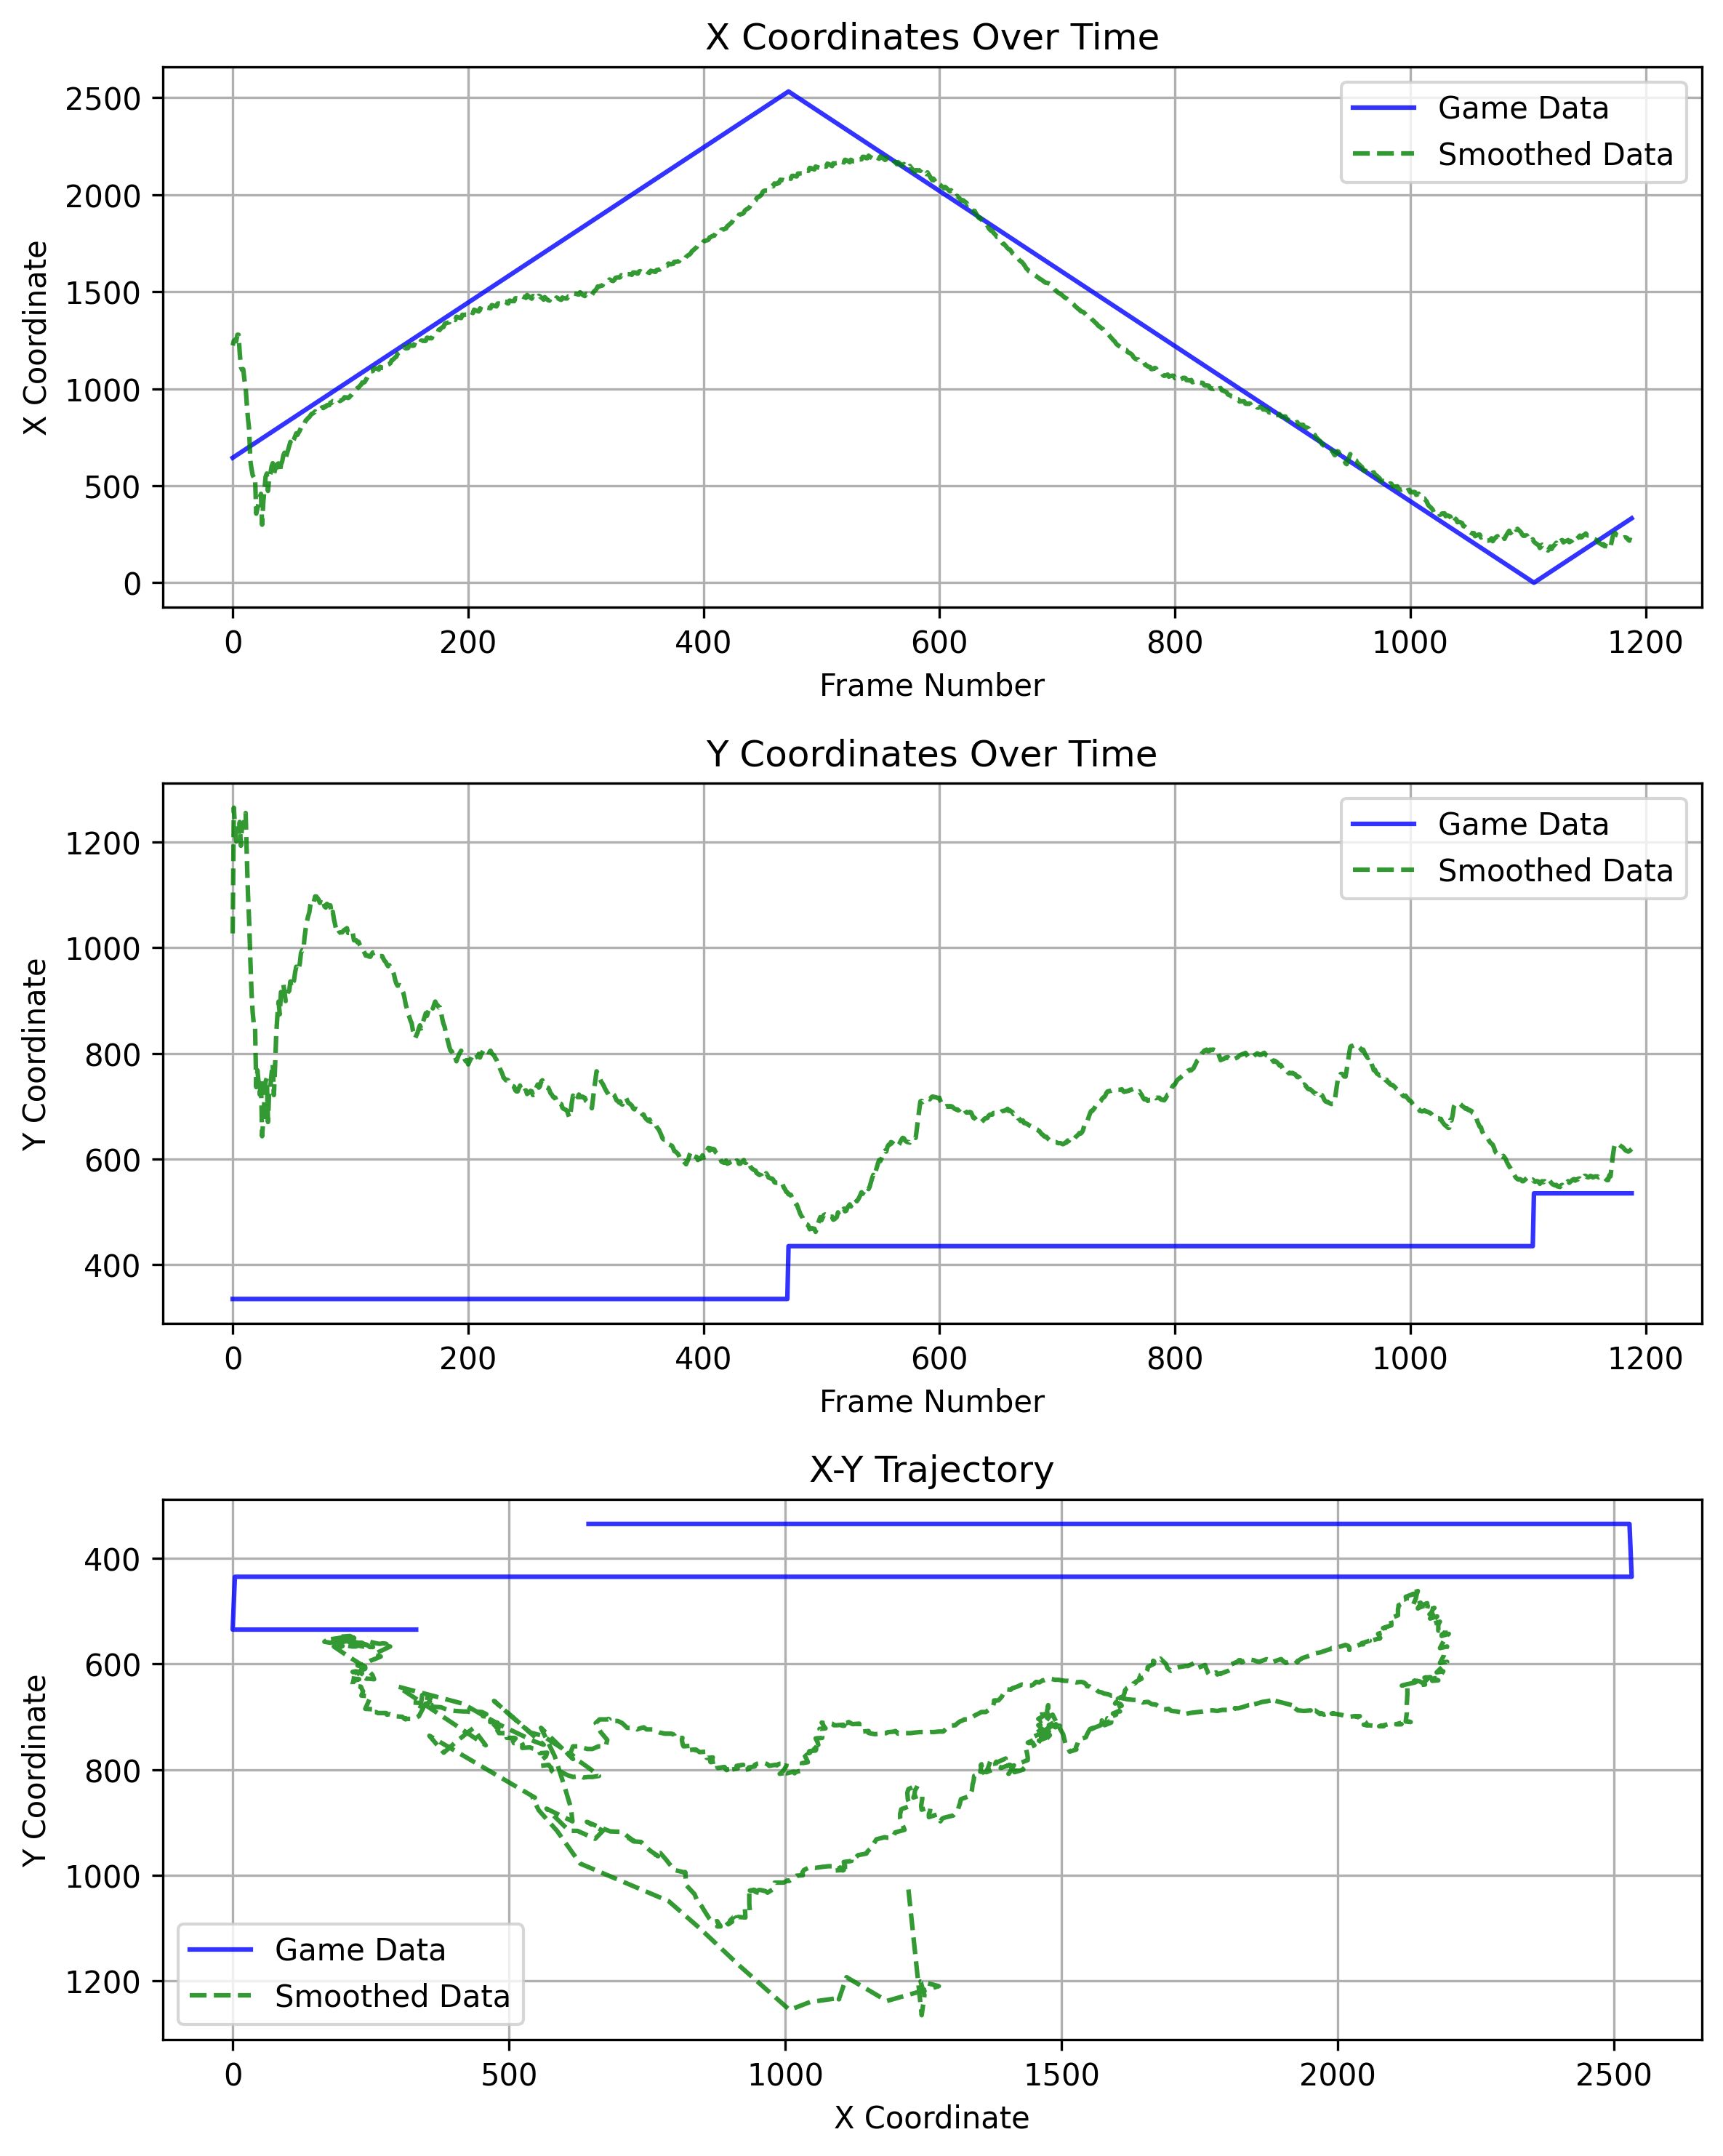 X Coordinates Over Time
2500
2000
1500
1000
500
0
X Coordinate
Game Data
Smoothed Data
0 200 400 600 800 1000 1200
Frame Number
Y Coordinates Over Time
1200
1000
800
600
400
Y Coordinate
Game Data
Smoothed Data
0 200 400 600 800 1000 1200
Frame Number
X-Y Trajectory
400
600
800
1000
1200
Y Coordinate
Game Data
Smoothed Data
0 500 1000 1500 2000 2500
X Coordinate